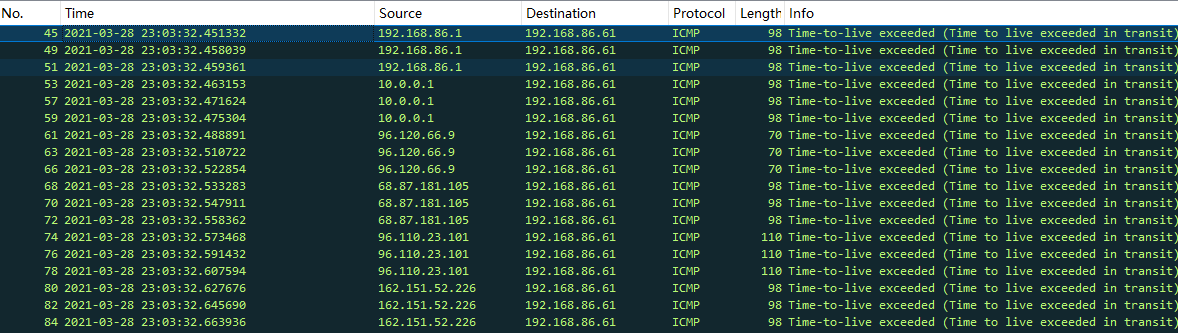 No. Time Source Destination Protocol Length Info
45 2021-03-28 23:03:32.451332 192.168.86.1 192.168.86.61 ICMP 98 Time-to-live exceeded (Time to live exceeded in transit)
49 2021-03-28 23:03:32.458039 192.168.86.1 192.168.86.61 ICMP 98 Time-to-live exceeded (Time to live exceeded in transit)
51 2021-03-28 23:03:32.459361 192.168.86.1 192.168.86.61 ICMP 98 Time-to-live exceeded (Time to live exceeded in transit)
53 2021-03-28 23:03:32.463153 10.0.0.1 192.168.86.61 ICMP 98 Time-to-live exceeded (Time to live exceeded in transit)
57 2021-03-28 23:03:32.471624 10.0.0.1 192.168.86.61 ICMP 98 Time-to-live exceeded (Time to live exceeded in transit)
59 2021-03-28 23:03:32.475304 10.0.0.1 192.168.86.61 ICMP 98 Time-to-live exceeded (Time to live exceeded in transit)
61 2021-03-28 23:03:32.488891 96.120.66.9 192.168.86.61 ICMP 70 Time-to-live exceeded (Time to live exceeded in transit)
63 2021-03-28 23:03:32.510722 96.120.66.9 192.168.86.61 ICMP 70 Time-to-live exceeded (Time to live exceeded in transit)
66 2021-03-28 23:03:32.522854 96.120.66.9 192.168.86.61 ICMP 70 Time-to-live exceeded (Time to live exceeded in transit)
68 2021-03-28 23:03:32.533283 68.87.181.105 192.168.86.61 ICMP 98 Time-to-live exceeded (Time to live exceeded in transit)
70 2021-03-28 23:03:32.547911 68.87.181.105 192.168.86.61 ICMP 98 Time-to-live exceeded (Time to live exceeded in transit)
72 2021-03-28 23:03:32.558362 68.87.181.105 192.168.86.61 ICMP 98 Time-to-live exceeded (Time to live exceeded in transit)
74 2021-03-28 23:03:32.573468 96.110.23.101 192.168.86.61 ICMP 110 Time-to-live exceeded (Time to live exceeded in transit)
76 2021-03-28 23:03:32.591432 96.110.23.101 192.168.86.61 ICMP 110 Time-to-live exceeded (Time to live exceeded in transit)
78 2021-03-28 23:03:32.607594 96.110.23.101 192.168.86.61 ICMP 110 Time-to-live exceeded (Time to live exceeded in transit)
80 2021-03-28 23:03:32.627676 162.151.52.226 192.168.86.61 ICMP 98 Time-to-live exceeded (Time to live exceeded in transit)
82 2021-03-28 23:03:32.645690 162.151.52.226 192.168.86.61 ICMP 98 Time-to-live exceeded (Time to live exceeded in transit)
84 2021-03-28 23:03:32.663936 162.151.52.226 192.168.86.61 ICMP 98 Time-to-live exceeded (Time to live exceeded in transit)